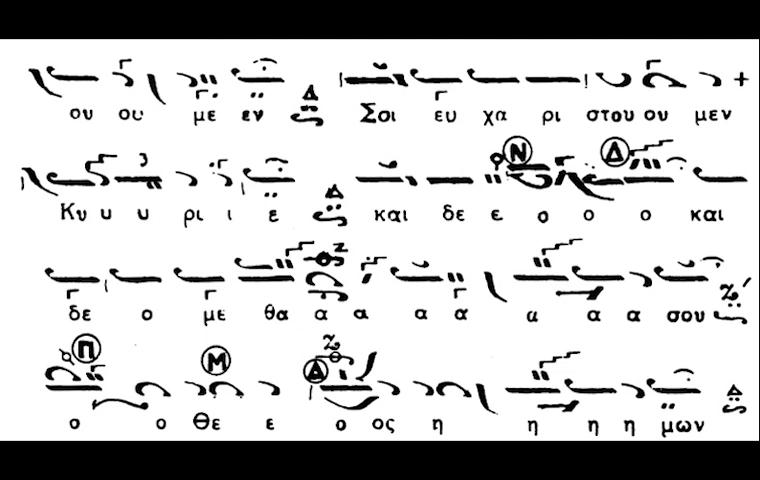 ου ου με εν Δ Σοι ευ χα ρι στου ου μεν
Ν Δ
Κυ υ υ ρι ι ε Δ και δε ε ο ο ο και
Ζ
δε ο με θα α α α α α α α σου Ζ´
Π Μ Δ Ζ
ο ο Θε ε ο ος η η η η μων Δ